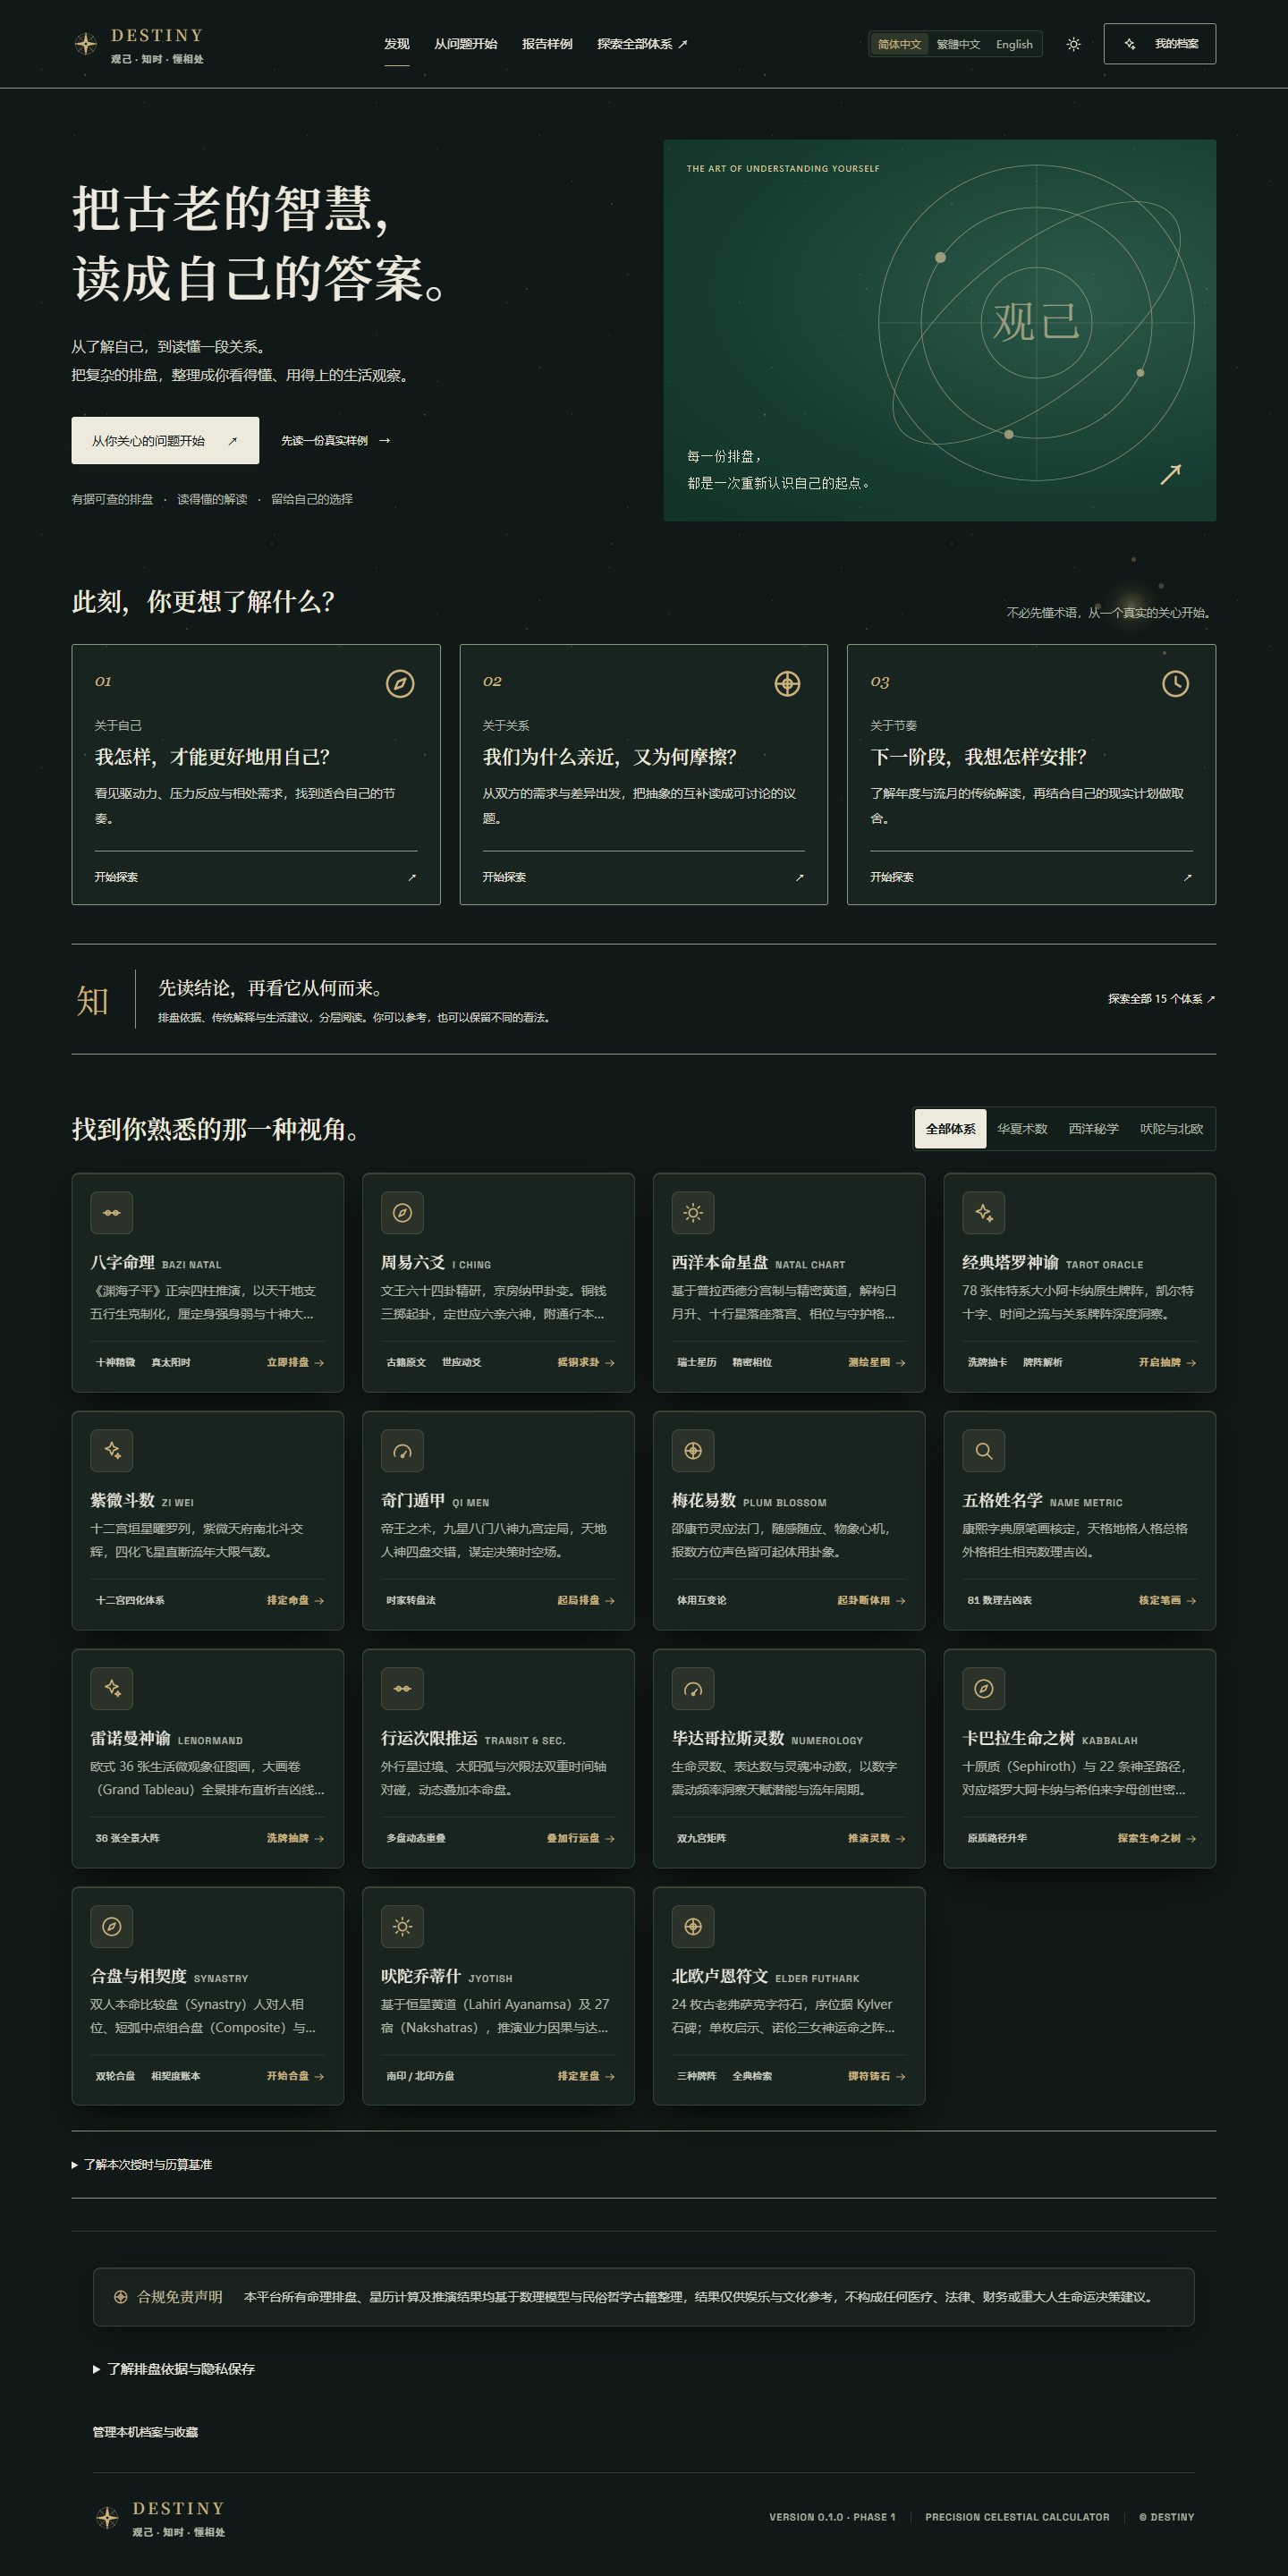 DESTINY
观己 · 知时 · 懂相处
发现
从问题开始
报告样例
探索全部体系 ↗
简体中文
繁體中文
English
我的档案
把古老的智慧，
读成自己的答案。
从了解自己，到读懂一段关系。
把复杂的排盘，整理成你看得懂、用得上的生活观察。
从你关心的问题开始 ↗
先读一份真实样例 →
有据可查的排盘 · 读得懂的解读 · 留给自己的选择
THE ART OF UNDERSTANDING YOURSELF
观己
每一份排盘，
都是一次重新认识自己的起点。
↗
此刻，你更想了解什么？
不必先懂术语，从一个真实的关心开始。
01
关于自己
我怎样，才能更好地用自己？
看见驱动力、压力反应与相处需求，找到适合自己的节
奏。
开始探索 ↗
02
关于关系
我们为什么亲近，又为何摩擦？
从双方的需求与差异出发，把抽象的互补读成可讨论的议
题。
开始探索 ↗
03
关于节奏
下一阶段，我想怎样安排？
了解年度与流月的传统解读，再结合自己的现实计划做取
舍。
开始探索 ↗
知
先读结论，再看它从何而来。
排盘依据、传统解释与生活建议，分层阅读。你可以参考，也可以保留不同的看法。
探索全部 15 个体系 ↗
找到你熟悉的那一种视角。
全部体系
华夏术数
西洋秘学
吠陀与北欧
八字命理 BAZI NATAL
《渊海子平》正宗四柱推演，以天干地支
五行生克制化，厘定身强身弱与十神大...
十神精微 真太阳时 立即排盘 →
周易六爻 I CHING
文王六十四卦精研，京房纳甲卦变。铜钱
三掷起卦，定世应六亲六神，附通行本...
古籍原文 世应动爻 摇铜求卦 →
西洋本命星盘 NATAL CHART
基于普拉西德分宫制与精密黄道，解构日
月升、十行星落座落宫、相位与守护格...
瑞士星历 精密相位 测绘星图 →
经典塔罗神谕 TAROT ORACLE
78 张伟特系大小阿卡纳原生牌阵，凯尔特
十字、时间之流与关系牌阵深度洞察。
洗牌抽卡 牌阵解析 开启抽牌 →
紫微斗数 ZI WEI
十二宫垣星曜罗列，紫微天府南北斗交
辉，四化飞星直断流年大限气数。
十二宫四化体系 排定命盘 →
奇门遁甲 QI MEN
帝王之术，九星八门八神九宫定局，天地
人神四盘交错，谋定决策时空场。
时家转盘法 起局排盘 →
梅花易数 PLUM BLOSSOM
邵康节灵应法门，随感随应、物象心机，
报数方位声色皆可起体用卦象。
体用互变论 起卦断体用 →
五格姓名学 NAME METRIC
康熙字典原笔画核定，天格地格人格总格
外格相生相克数理吉凶。
81 数理吉凶表 核定笔画 →
雷诺曼神谕 LENORMAND
欧式 36 张生活微观象征图画，大画卷
（Grand Tableau）全景排布直析吉凶线...
36 张全景大阵 洗牌抽牌 →
行运次限推运 TRANSIT & SEC.
外行星过境、太阳弧与次限法双重时间轴
对碰，动态叠加本命盘。
多盘动态重叠 叠加行运盘 →
毕达哥拉斯灵数 NUMEROLOGY
生命灵数、表达数与灵魂冲动数，以数字
震动频率洞察天赋潜能与流年周期。
双九宫矩阵 推演灵数 →
卡巴拉生命之树 KABBALAH
十原质（Sephiroth）与 22 条神圣路径，
对应塔罗大阿卡纳与希伯来字母创世密...
原质路径升华 探索生命之树 →
合盘与相契度 SYNASTRY
双人本命比较盘（Synastry）人对人相
位、短弧中点组合盘（Composite）与...
双轮合盘 相契度账本 开始合盘 →
吠陀乔蒂什 JYOTISH
基于恒星黄道（Lahiri Ayanamsa）及 27
宿（Nakshatras），推演业力因果与达...
南印 / 北印方盘 排定星盘 →
北欧卢恩符文 ELDER FUTHARK
24 枚古老弗萨克字符石，序位据 Kylver
石碑；单枚启示、诺伦三女神运命之阵...
三种牌阵 全典检索 掷符铸石 →
▶ 了解本次授时与历算基准
合规免责声明 本平台所有命理排盘、星历计算及推演结果均基于数理模型与民俗哲学古籍整理，结果仅供娱乐与文化参考，不构成任何医疗、法律、财务或重大人生命运决策建议。
▶ 了解排盘依据与隐私保存
管理本机档案与收藏
DESTINY
观己 · 知时 · 懂相处
VERSION 0.1.0 · PHASE 1
PRECISION CELESTIAL CALCULATOR
© DESTINY